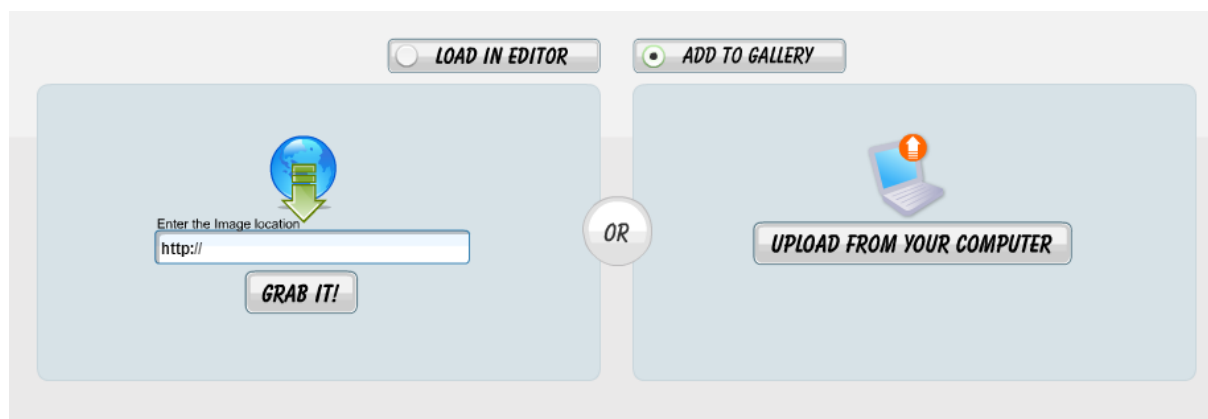 LOAD IN EDITOR
ADD TO GALLERY
Enter the Image location
http://
GRAB IT!
OR
UPLOAD FROM YOUR COMPUTER